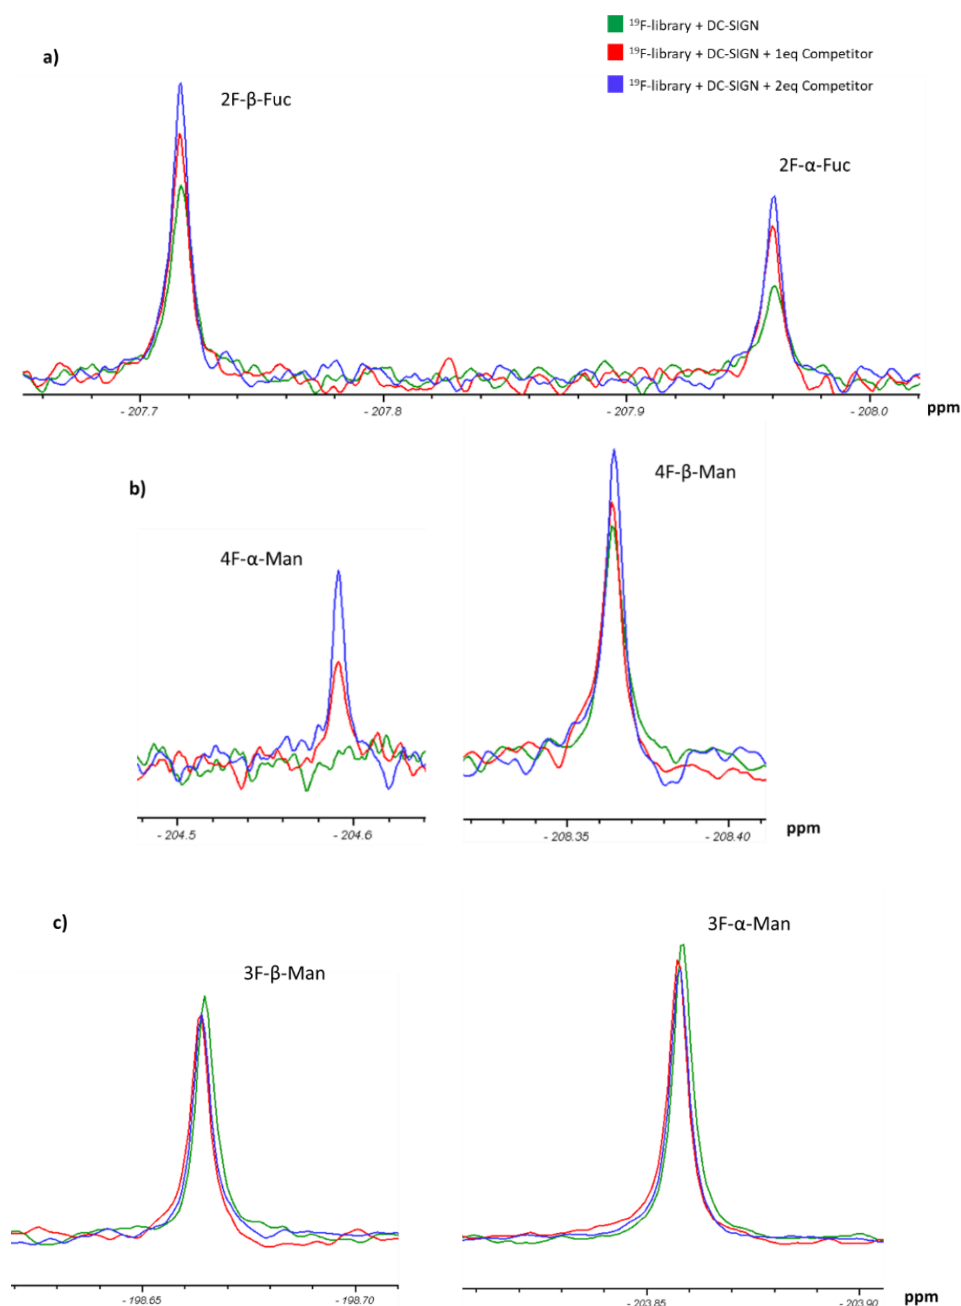 ¹⁹F-library + DC-SIGN
¹⁹F-library + DC-SIGN + 1eq Competitor
¹⁹F-library + DC-SIGN + 2eq Competitor
a)
2F-β-Fuc
2F-α-Fuc
- 207.7
- 207.8
- 207.9
- 208.0
ppm
b)
4F-α-Man
4F-β-Man
- 204.5
- 204.6
- 208.35
- 208.40
ppm
c)
3F-β-Man
3F-α-Man
- 198.65
- 198.70
- 203.85
- 203.90
ppm